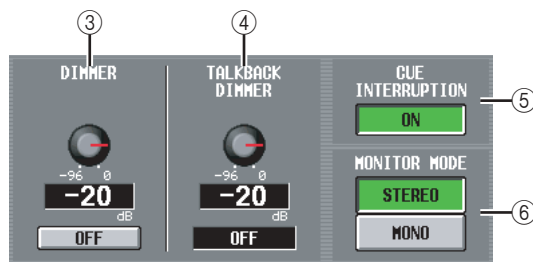 ③
④
DIMMER
-96 0
-20
dB
OFF
TALKBACK
DIMMER
-96 0
-20
dB
OFF
CUE
INTERRUPTION
ON
⑤
MONITOR MODE
STEREO
MONO
⑥